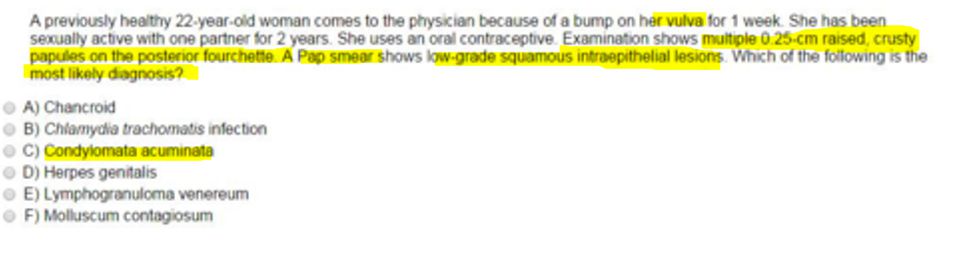 A previously healthy 22-year-old woman comes to the physician because of a bump on her vulva for 1 week. She has been
sexually active with one partner for 2 years. She uses an oral contraceptive. Examination shows multiple 0.25-cm raised, crusty
papules on the posterior fourchette. A Pap smear shows low-grade squamous intraepithelial lesions. Which of the following is the
most likely diagnosis?
A) Chancroid
B) Chlamydia trachomatis infection
C) Condylomata acuminata
D) Herpes genitalis
E) Lymphogranuloma venereum
F) Molluscum contagiosum